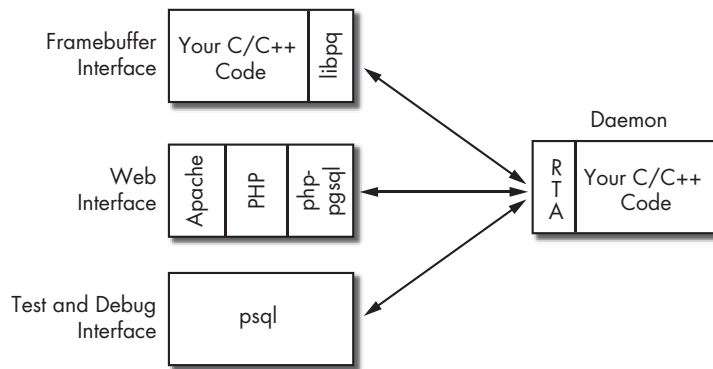 Framebuffer
Interface
Your C/C++
Code
libpq
Web
Interface
Apache
PHP
php-
pgsql
Test and Debug
Interface
psql
Daemon
R
T
A
Your C/C++
Code